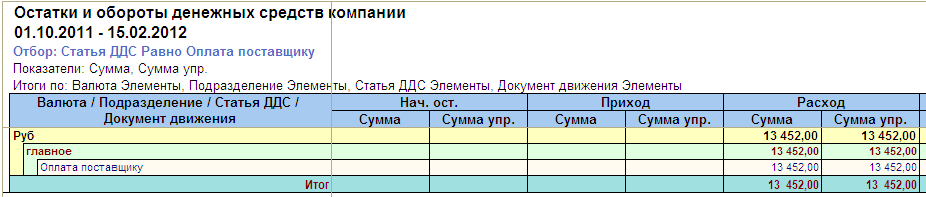 Остатки и обороты денежных средств компании
01.10.2011 - 15.02.2012
Отбор: Статья ДДС Равно Оплата поставщику
Показатели: Сумма, Сумма упр.
Итоги по: Валюта Элементы, Подразделение Элементы, Статья ДДС Элементы, Документ движения Элементы
Валюта / Подразделение / Статья ДДС / Нач. ост. Приход Расход
Документ движения Сумма Сумма упр. Сумма Сумма упр. Сумма Сумма упр.
Руб 13 452,00 13 452,00
главное 13 452,00 13 452,00
Оплата поставщику 13 452,00 13 452,00
Итог 13 452,00 13 452,00